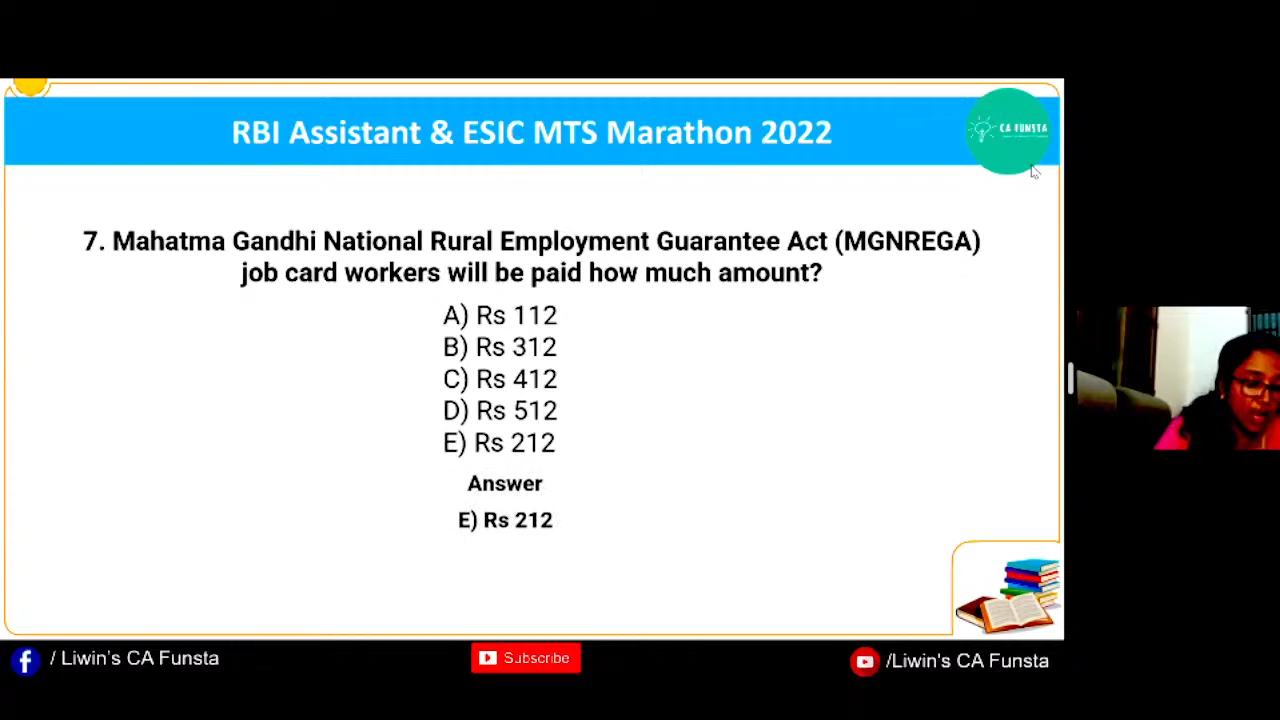 RBI Assistant & ESIC MTS Marathon 2022
CA FUNSTA
7. Mahatma Gandhi National Rural Employment Guarantee Act (MGNREGA)
job card workers will be paid how much amount?
A) Rs 112
B) Rs 312
C) Rs 412
D) Rs 512
E) Rs 212
Answer
E) Rs 212
/ Liwin's CA Funsta
Subscribe
/Liwin's CA Funsta